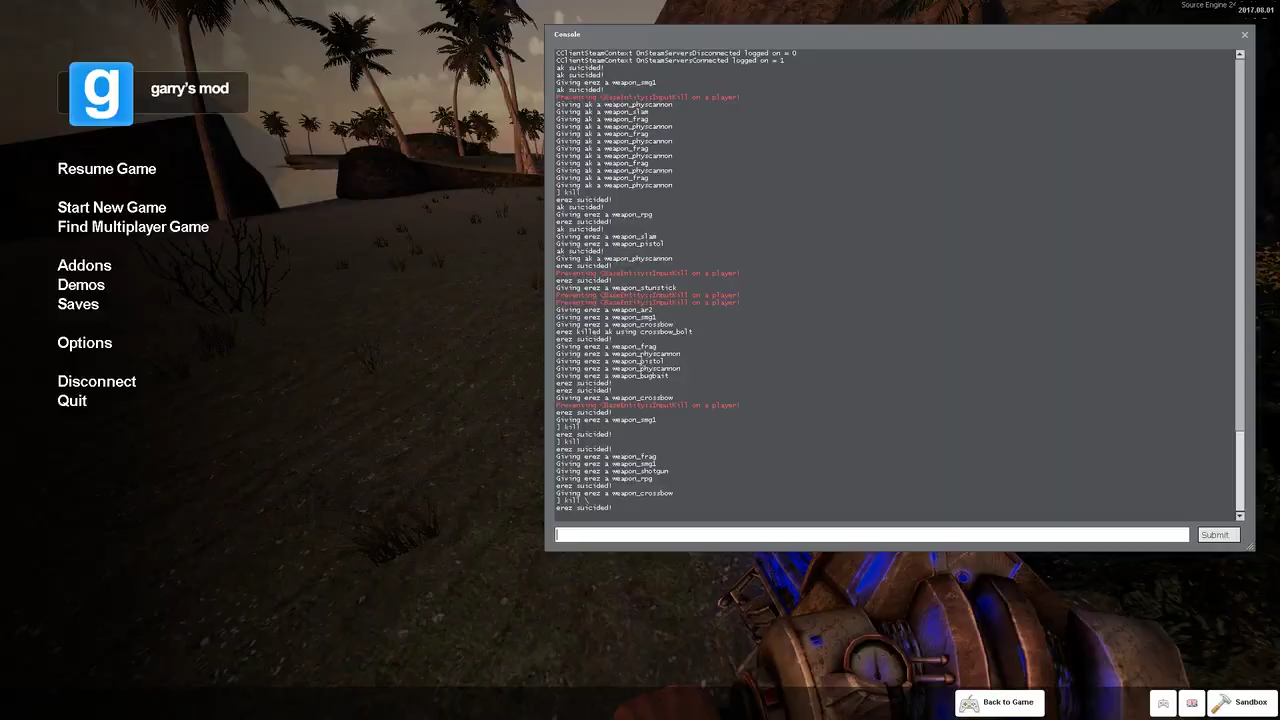 Source Engine 24
2017.08.01
g
garry's mod
Resume Game
Start New Game
Find Multiplayer Game
Addons
Demos
Saves
Options
Disconnect
Quit
Console
CClientSteamContext OnSteamServersDisconnected logged on = 0
CClientSteamContext OnSteamServersConnected logged on = 1
ak suicided!
ak suicided!
Giving erez a weapon_smg1
ak suicided!
Preventing CBaseEntity::InputKill on a player!
Giving ak a weapon_physcannon
Giving ak a weapon_slam
Giving ak a weapon_frag
Giving ak a weapon_physcannon
Giving ak a weapon_frag
Giving ak a weapon_physcannon
Giving ak a weapon_frag
Giving ak a weapon_physcannon
Giving ak a weapon_frag
Giving ak a weapon_physcannon
Giving ak a weapon_frag
Giving ak a weapon_physcannon
] kill
erez suicided!
ak suicided!
Giving erez a weapon_rpg
erez suicided!
ak suicided!
Giving erez a weapon_slam
Giving erez a weapon_pistol
ak suicided!
Giving ak a weapon_physcannon
erez suicided!
Preventing CBaseEntity::InputKill on a player!
erez suicided!
Giving erez a weapon_stunstick
Preventing CBaseEntity::InputKill on a player!
Preventing CBaseEntity::InputKill on a player!
Giving erez a weapon_ar2
Giving erez a weapon_smg1
Giving erez a weapon_crossbow
erez killed ak using crossbow_bolt
erez suicided!
Giving erez a weapon_frag
Giving erez a weapon_physcannon
Giving erez a weapon_pistol
Giving erez a weapon_physcannon
Giving erez a weapon_bugbait
erez suicided!
erez suicided!
Giving erez a weapon_crossbow
Preventing CBaseEntity::InputKill on a player!
erez suicided!
Giving erez a weapon_smg1
] kill
erez suicided!
] kill
erez suicided!
Giving erez a weapon_frag
Giving erez a weapon_smg1
Giving erez a weapon_shotgun
Giving erez a weapon_rpg
erez suicided!
Giving erez a weapon_crossbow
] kill \
erez suicided!
Submit
Back to Game
Sandbox